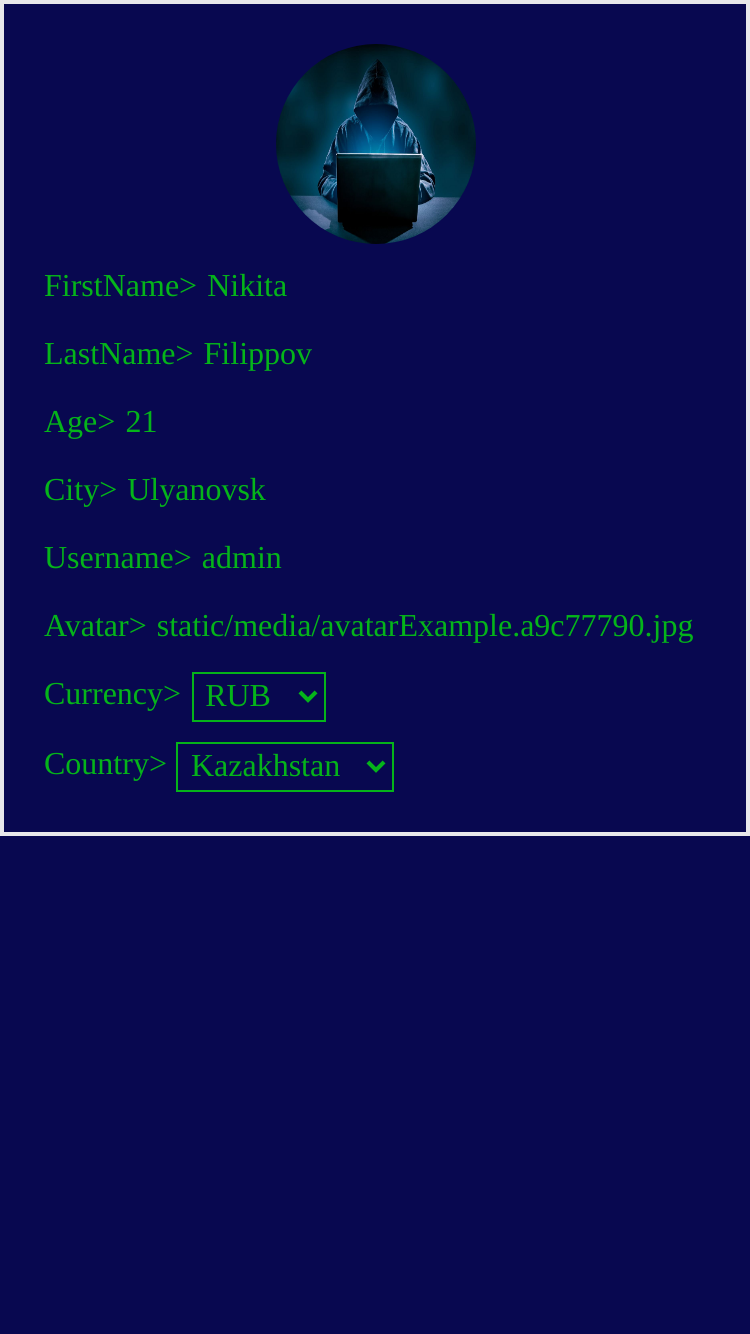 FirstName> Nikita
LastName> Filippov
Age> 21
City> Ulyanovsk
Username> admin
Avatar> static/media/avatarExample.a9c77790.jpg
Currency> RUB
Country> Kazakhstan